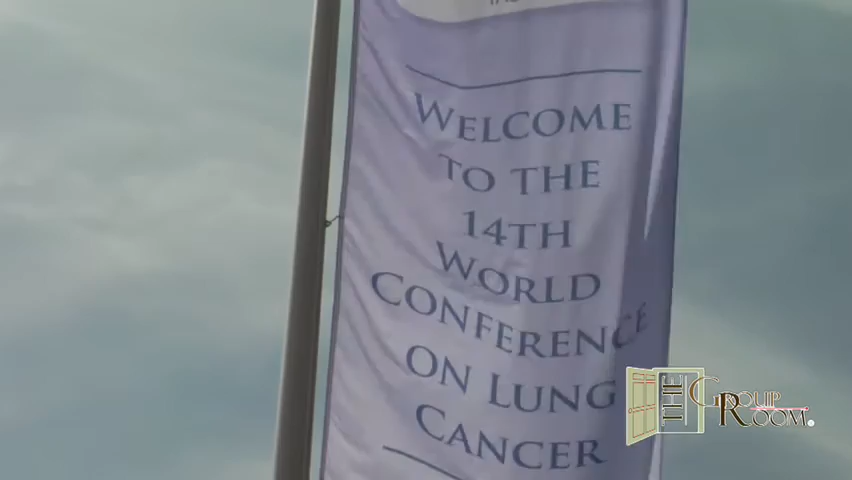 WELCOME
TO THE
14TH
WORLD
CONFERENCE
ON LUNG
CANCER
THE GROUP
ROOM.